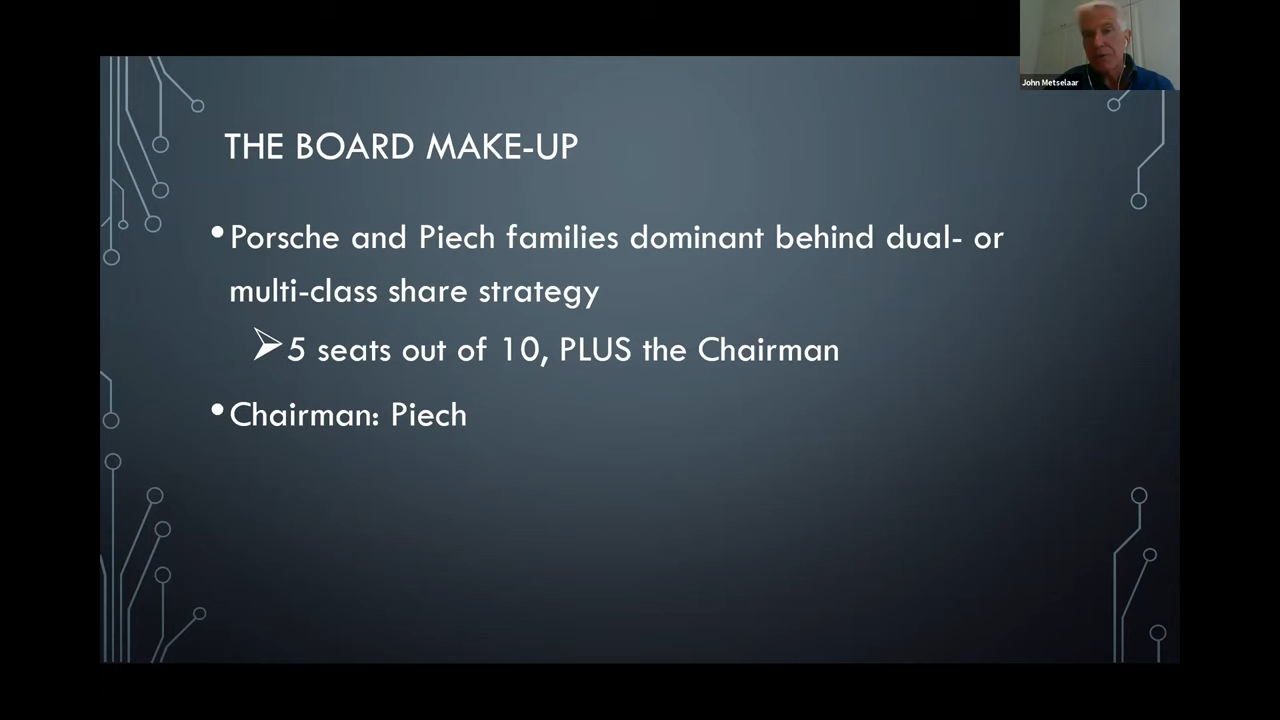 John Metselaar
THE BOARD MAKE-UP
•Porsche and Piech families dominant behind dual- or
multi-class share strategy
➢5 seats out of 10, PLUS the Chairman
•Chairman: Piech